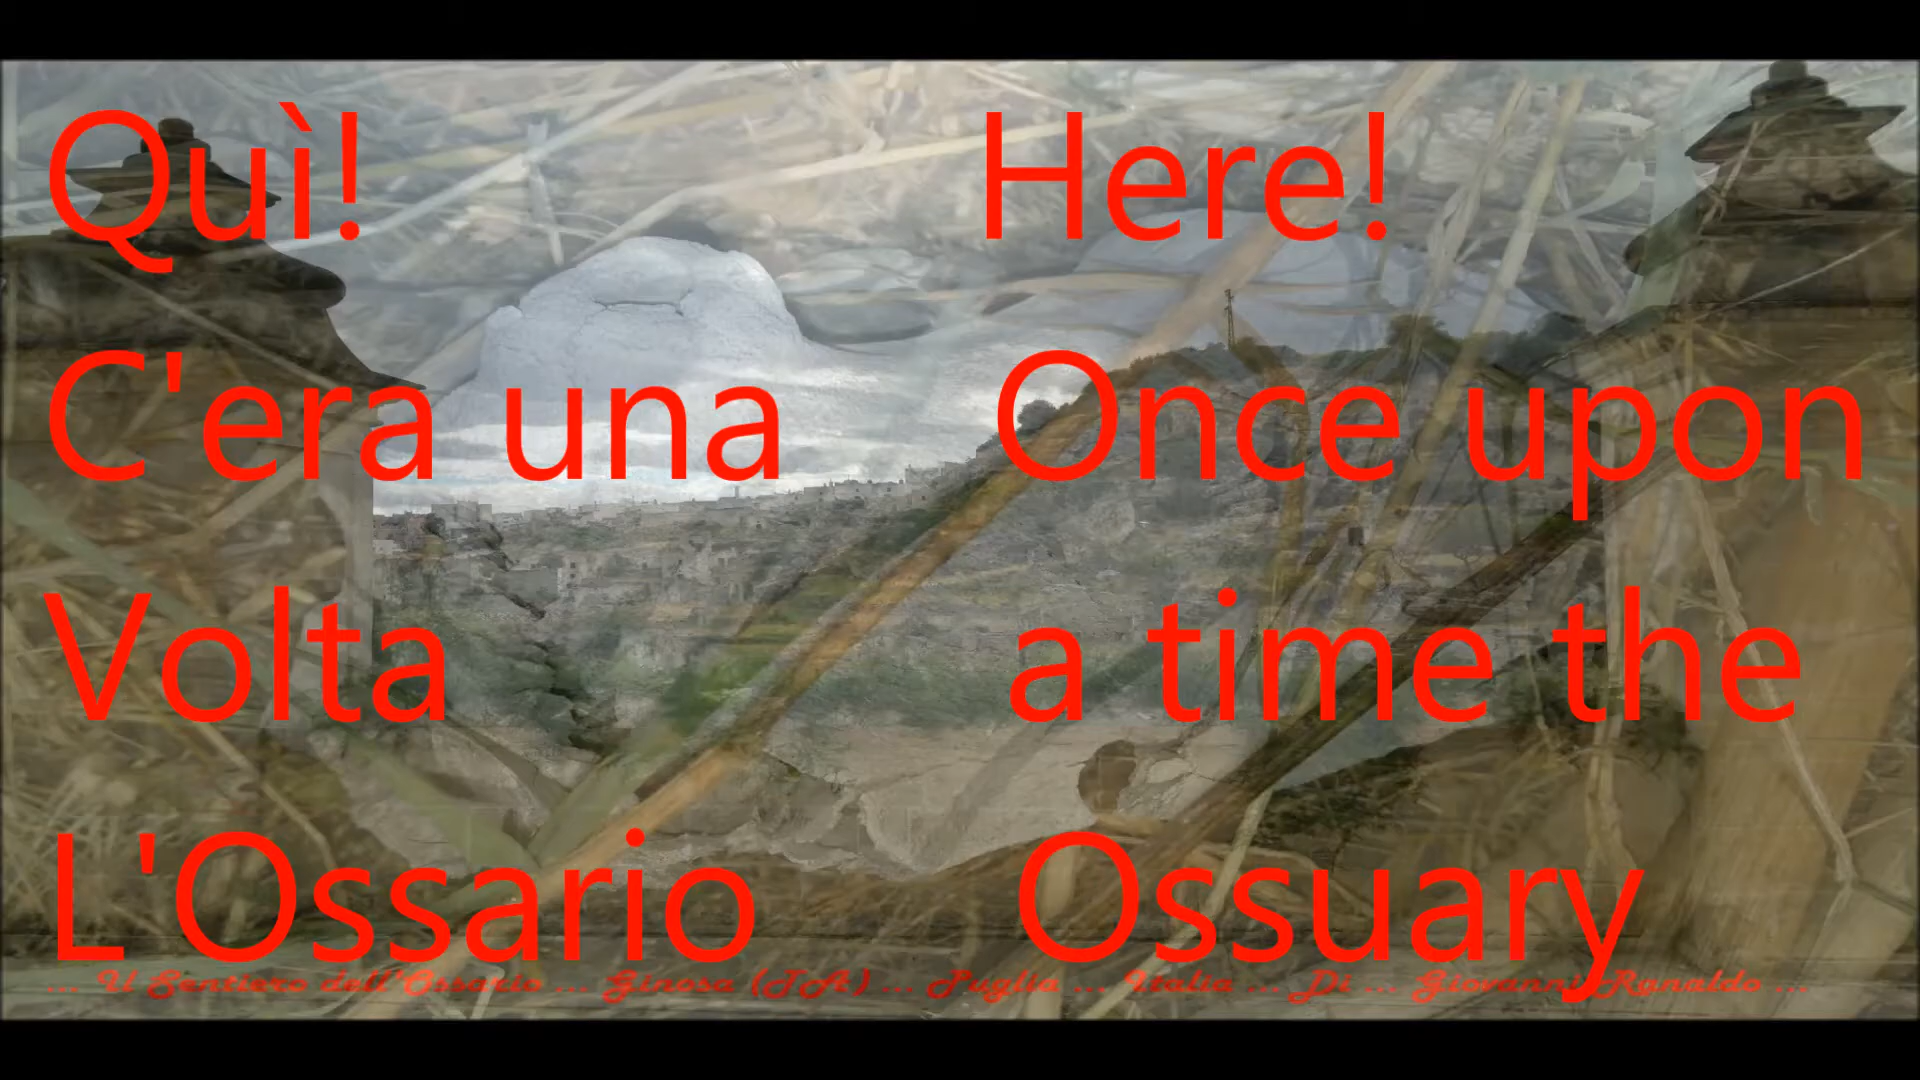 Quì!
C'era una
Volta
L'Ossario
Here!
Once upon
a time the
Ossuary
... Il Sentiero dell'Ossario ... Ginosa (TA) ... Puglia ... Italia ... Di ... Giovanni Ranaldo ...